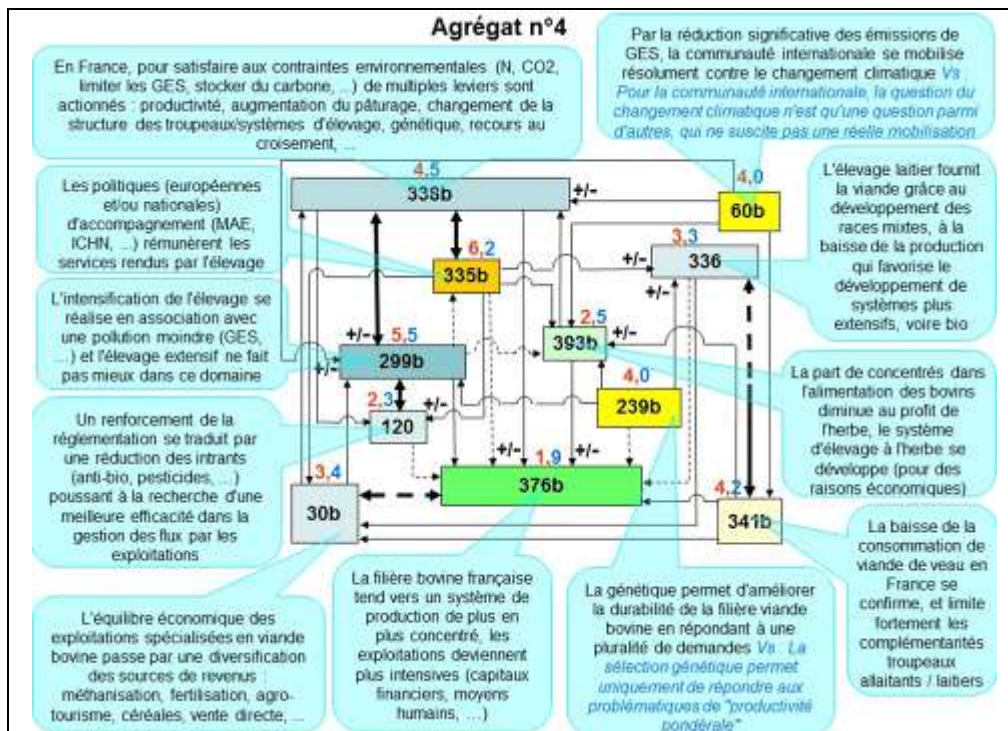 Agrégat n°4
En France, pour satisfaire aux contraintes environnementales (N, CO2,
limiter les GES, stocker du carbone, ...) de multiples leviers sont
actionnés : productivité, augmentation du pâturage, changement de la
structure des troupeaux/systèmes d'élevage, génétique, recours au
croisement, ...
Par la réduction significative des émissions de
GES, la communauté internationale se mobilise
résolument contre le changement climatique Vs :
Pour la communauté internationale, la question du
changement climatique n'est qu'une question parmi
d'autres, qui ne suscite pas une réelle mobilisation
Les politiques (européennes
et/ou nationales)
d'accompagnement (MAE,
ICHN, ...) rémunèrent les
services rendus par l'élevage
L'intensification de l'élevage se
réalise en association avec
une pollution moindre (GES,
...) et l'élevage extensif ne fait
pas mieux dans ce domaine
Un renforcement de la
réglementation se traduit par
une réduction des intrants
(anti-bio, pesticides, ...)
poussant à la recherche d'une
meilleure efficacité dans la
gestion des flux par les
exploitations
L'équilibre économique des
exploitations spécialisées en viande
bovine passe par une diversification
des sources de revenus :
méthanisation, fertilisation, agro-
tourisme, céréales, vente directe, ...
4,5
338b
+/-
4,0
60b
6,2
335b
+/-
3,3
336
+/-
+/-
5,5
299b
+/-
2,5
393b
+/-
2,3
120
+/-
4,0
239b
3,4
30b
1,9
376b
+/-
+/-
4,2
341b
L'élevage laitier fournit
la viande grâce au
développement des
races mixtes, à la
baisse de la production
qui favorise le
développement de
systèmes plus
extensifs, voire bio
La part de concentrés dans
l'alimentation des bovins
diminue au profit de
l'herbe, le système
d'élevage à l'herbe se
développe (pour des
raisons économiques)
La baisse de la
consommation de
viande de veau en
France se
confirme, et limite
fortement les
complémentarités
troupeaux
allaitants / laitiers
La filière bovine française
tend vers un système de
production de plus en
plus concentré, les
exploitations deviennent
plus intensives (capitaux
financiers, moyens
humains, ...)
La génétique permet d'améliorer
la durabilité de la filière viande
bovine en répondant à une
pluralité de demandes Vs : La
sélection génétique permet
uniquement de répondre aux
problématiques de "productivité
pondérale"